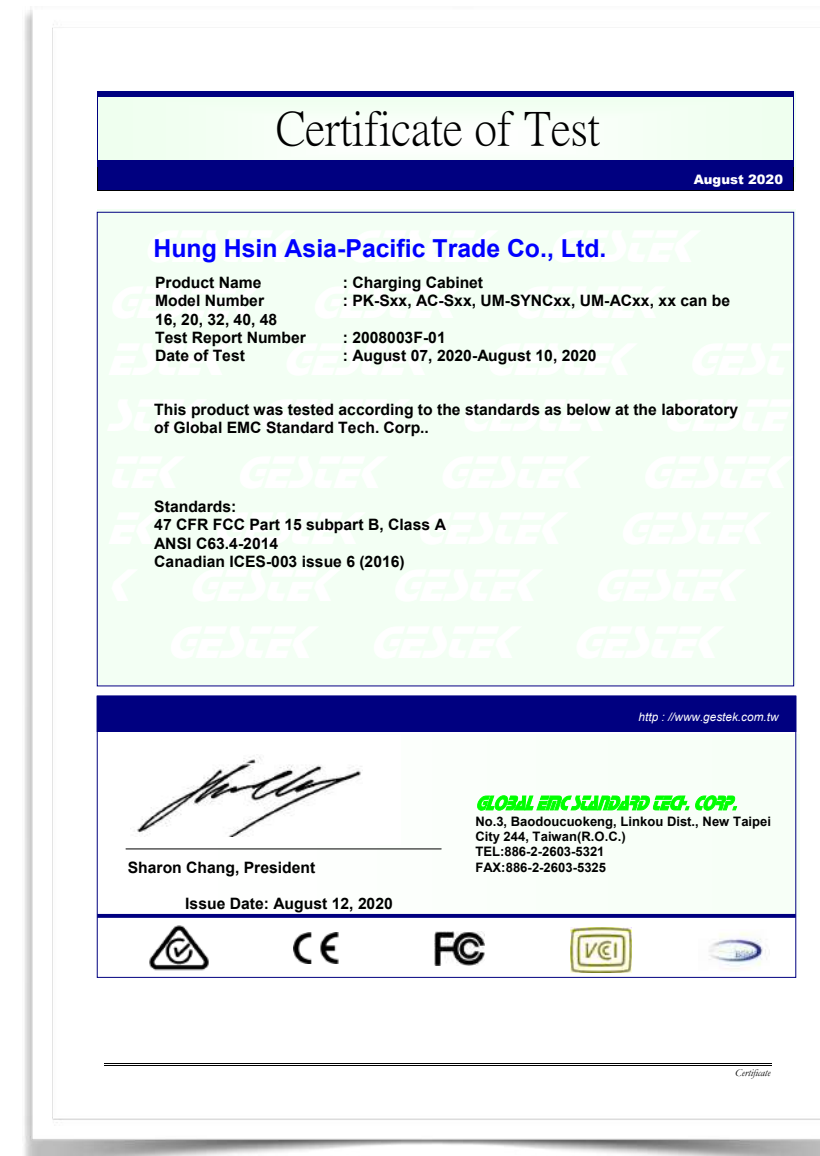 Certificate of Test
August 2020
Hung Hsin Asia-Pacific Trade Co., Ltd.
Product Name : Charging Cabinet
Model Number : PK-Sxx, AC-Sxx, UM-SYNCxx, UM-ACxx, xx can be
16, 20, 32, 40, 48
Test Report Number : 2008003F-01
Date of Test : August 07, 2020-August 10, 2020
This product was tested according to the standards as below at the laboratory
of Global EMC Standard Tech. Corp..
Standards:
47 CFR FCC Part 15 subpart B, Class A
ANSI C63.4-2014
Canadian ICES-003 issue 6 (2016)
http : //www.gestek.com.tw
GLOBAL EMC STANDARD TECH. CORP.
No.3, Baodoucuokeng, Linkou Dist., New Taipei
City 244, Taiwan(R.O.C.)
TEL:886-2-2603-5321
FAX:886-2-2603-5325
Sharon Chang, President
Issue Date: August 12, 2020
CE
FC
VCI
Certificate